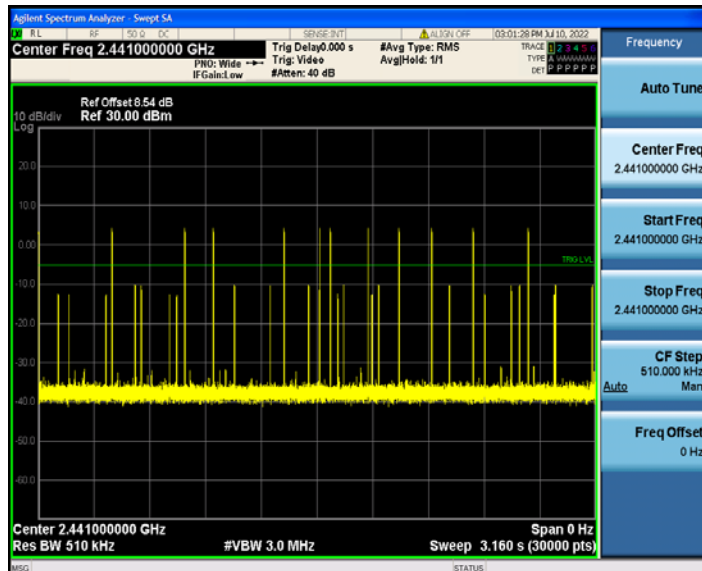 Agilent Spectrum Analyzer - Swept SA
RL RF 50 Ω DC SENSE:INT ALIGN OFF 03:01:28 PM Jul 10, 2022
Center Freq 2.441000000 GHz
PNO: Wide
IFGain:Low
Trig Delay0.000 s
Trig: Video
#Atten: 40 dB
#Avg Type: RMS
Avg|Hold: 1/1
TRACE 1 2 3 4 5 6
TYPE A WWWWW
DET P P P P P P
Ref Offset 8.54 dB
10 dB/div Ref 30.00 dBm
Log
20.0
10.0
0.00
TRIG LVL
-10.0
-20.0
-30.0
-40.0
-50.0
-60.0
Center 2.441000000 GHz Span 0 Hz
Res BW 510 kHz #VBW 3.0 MHz Sweep 3.160 s (30000 pts)
MSG STATUS
Frequency
Auto Tune
Center Freq
2.441000000 GHz
Start Freq
2.441000000 GHz
Stop Freq
2.441000000 GHz
CF Step
510.000 kHz
Auto Man
Freq Offset
0 Hz